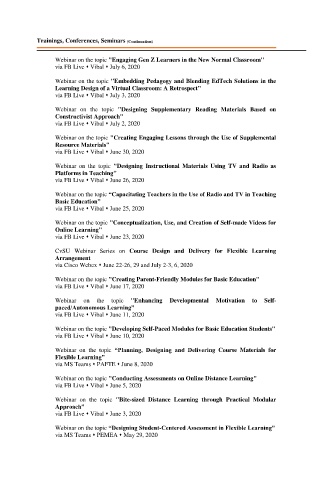 Trainings, Conferences, Seminars (Continuation)
Webinar on the topic "Engaging Gen Z Learners in the New Normal Classroom"
via FB Live • Vibal • July 6, 2020
Webinar on the topic "Embedding Pedagogy and Blending EdTech Solutions in the
Learning Design of a Virtual Classroom: A Retrospect"
via FB Live • Vibal • July 3, 2020
Webinar on the topic "Designing Supplementary Reading Materials Based on
Constructivist Approach"
via FB Live • Vibal • July 2, 2020
Webinar on the topic "Creating Engaging Lessons through the Use of Supplemental
Resource Materials"
via FB Live • Vibal • June 30, 2020
Webinar on the topic "Designing Instructional Materials Using TV and Radio as
Platforms in Teaching"
via FB Live • Vibal • June 26, 2020
Webinar on the topic “Capacitating Teachers in the Use of Radio and TV in Teaching
Basic Education"
via FB Live • Vibal • June 25, 2020
Webinar on the topic "Conceptualization, Use, and Creation of Self-made Videos for
Online Learning"
via FB Live • Vibal • June 23, 2020
CvSU Webinar Series on Course Design and Delivery for Flexible Learning
Arrangement
via Cisco Webex • June 22-26, 29 and July 2-3, 6, 2020
Webinar on the topic "Creating Parent-Friendly Modules for Basic Education"
via FB Live • Vibal • June 17, 2020
Webinar on the topic "Enhancing Developmental Motivation to Self-
paced/Autonomous Learning"
via FB Live • Vibal • June 11, 2020
Webinar on the topic "Developing Self-Paced Modules for Basic Education Students"
via FB Live • Vibal • June 10, 2020
Webinar on the topic “Planning, Designing and Delivering Course Materials for
Flexible Learning"
via MS Teams • PAFTE • June 8, 2020
Webinar on the topic "Conducting Assessments on Online Distance Learning"
via FB Live • Vibal • June 5, 2020
Webinar on the topic "Bite-sized Distance Learning through Practical Modular
Approach"
via FB Live • Vibal • June 3, 2020
Webinar on the topic “Designing Student-Centered Assessment in Flexible Learning"
via MS Teams • PEMEA • May 29, 2020